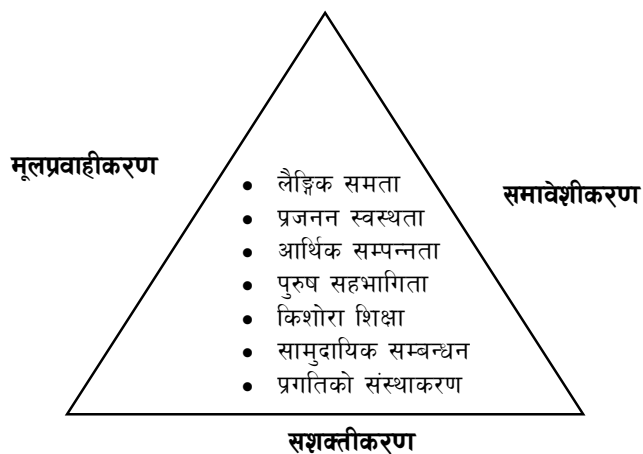 मूलप्रवाहीकरण
समावेशीकरण
• लैङ्गिक समता
• प्रजनन स्वस्थता
• आर्थिक सम्पन्नता
• पुरुष सहभागिता
• किशोरा शिक्षा
• सामुदायिक सम्बन्धन
• प्रगतिको संस्थाकरण
सशक्तीकरण